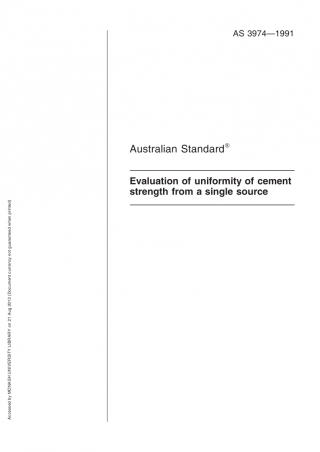 AS 3974—1991
Australian Standard®
Evaluation of uniformity of cement
strength from a single source
Accessed by MONASH UNIVERSITY LIBRARY on 21 Aug 2013 (Document currency not guaranteed when printed)